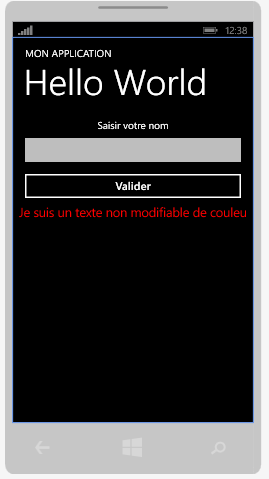 12:38
MON APPLICATION
Hello World
Saisir votre nom
Valider
Je suis un texte non modifiable de couleu